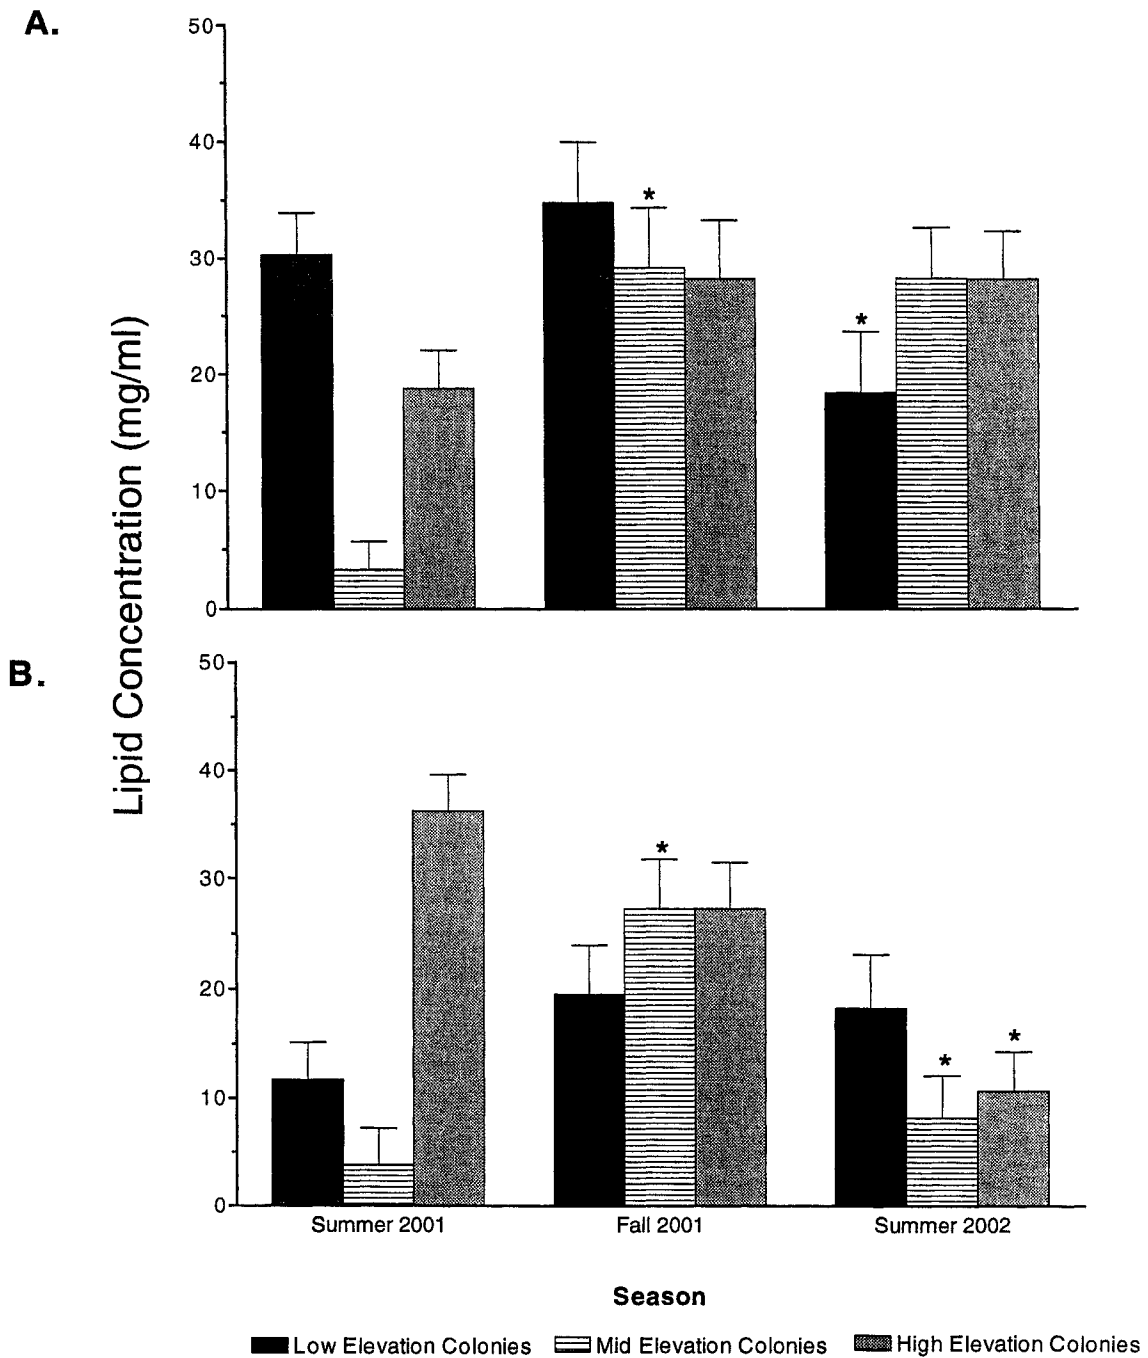 A.
50
40
30
20
10
0
*
*
Lipid Concentration (mg/ml)
B.
50
40
30
20
10
0
*
*
*
Summer 2001 Fall 2001 Summer 2002
Season
Low Elevation Colonies Mid Elevation Colonies High Elevation Colonies